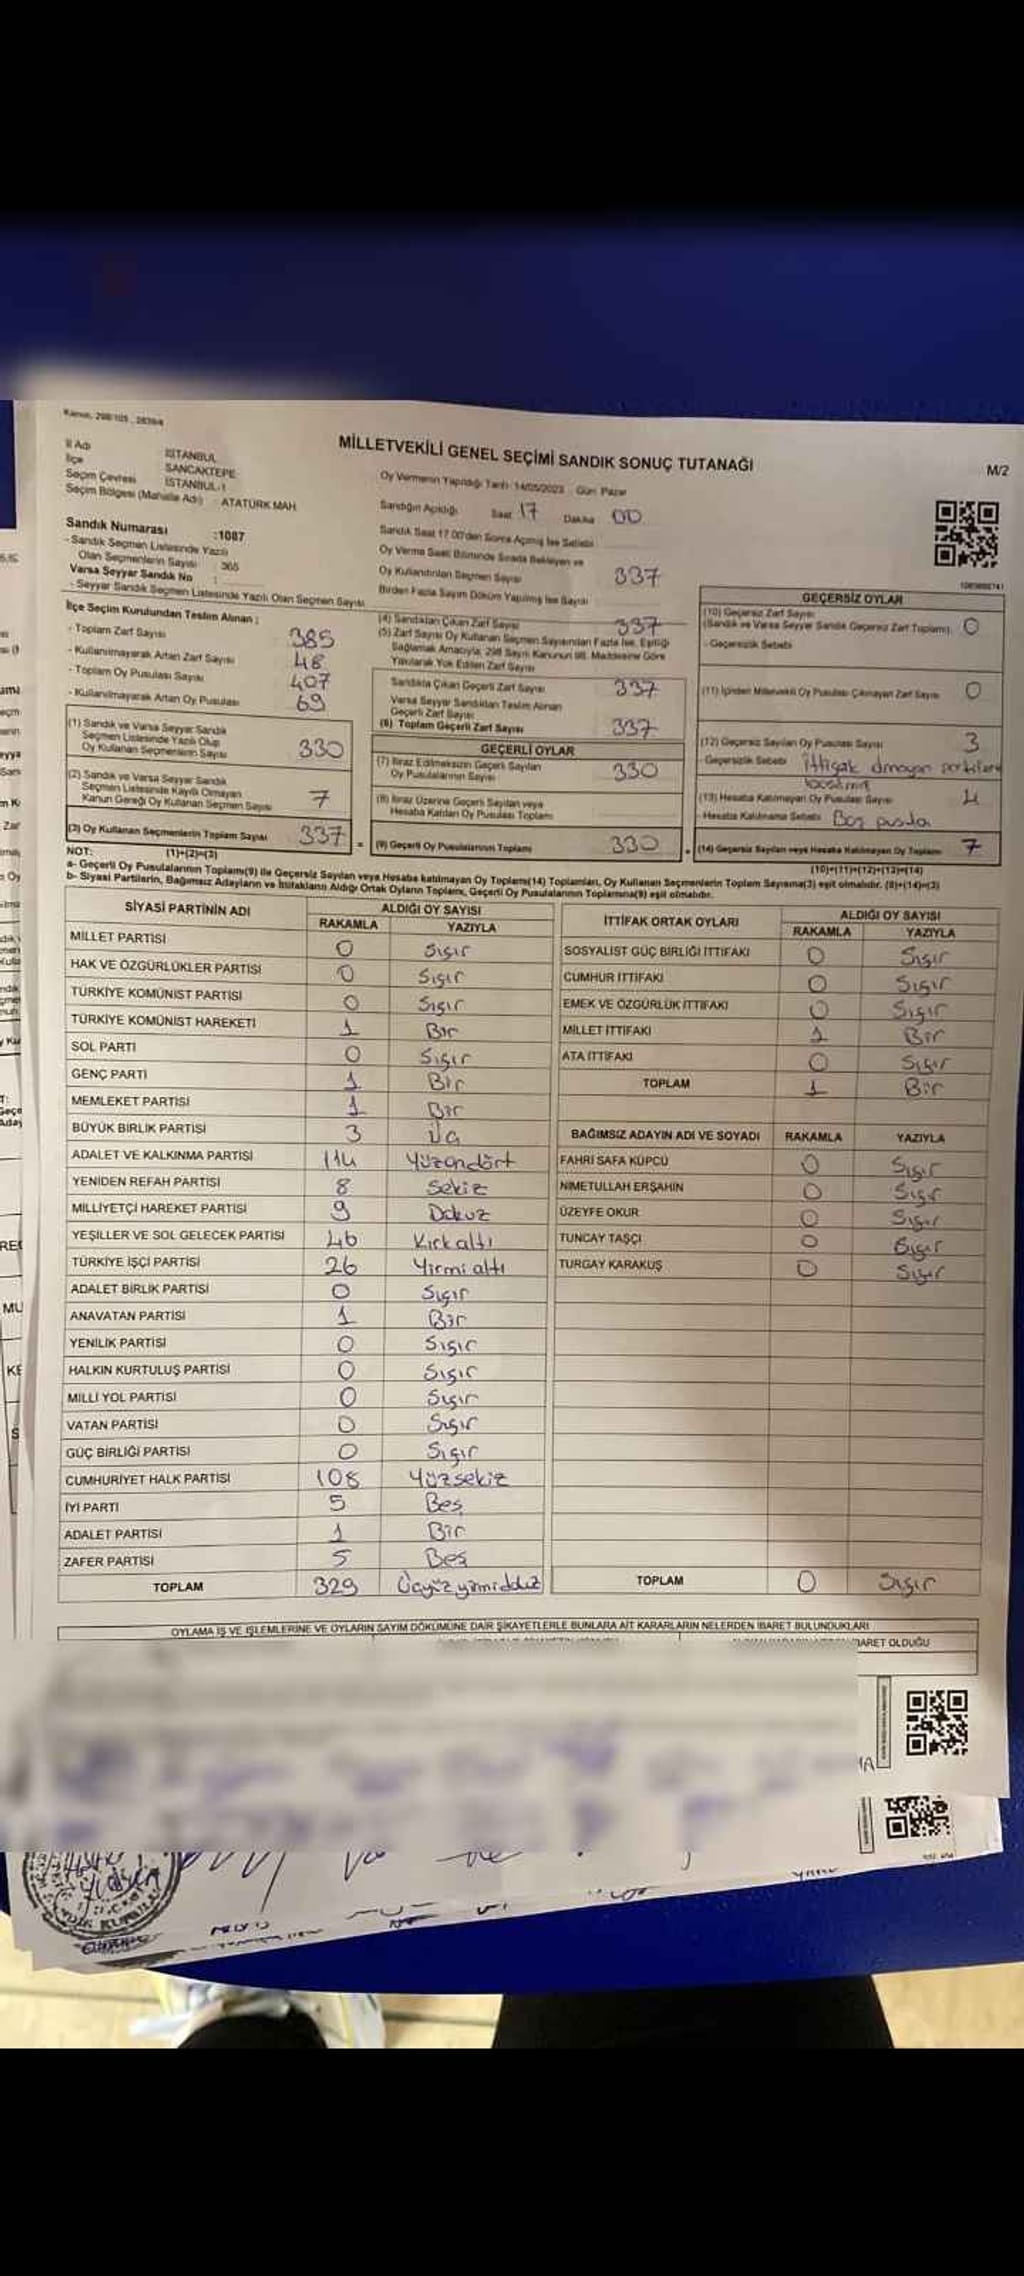 Kanun, 298/105 , 2839/4
MİLLETVEKİLİ GENEL SEÇİMİ SANDIK SONUÇ TUTANAĞI
M/2
İl Adı İSTANBUL
İlçe SANCAKTEPE
Seçim Çevresi İSTANBUL-1
Seçim Bölgesi (Mahalle Adı) : ATATÜRK MAH.
Oy Vermenin Yapıldığı Tarih :14/05/2023 Gün: Pazar
Sandığın Açıldığı Saat 17 Dakika 00
Sandık Numarası :1087
- Sandık Seçmen Listesinde Yazılı
Olan Seçmenlerin Sayısı : 365
Varsa Seyyar Sandık No :
- Seyyar Sandık Seçmen Listesinde Yazılı Olan Seçmen Sayısı
Sandık Saat 17.00'den Sonra Açılmış İse Sebebi
Oy Verme Saati Bitiminde Sırada Bekleyen ve
Oy Kullandırılan Seçmen Sayısı 337
Birden Fazla Sayım Döküm Yapılmış İse Sayısı
İlçe Seçim Kurulundan Teslim Alınan :
- Toplam Zarf Sayısı 385
- Kullanılmayarak Artan Zarf Sayısı 48
- Toplam Oy Pusulası Sayısı 407
- Kullanılmayarak Artan Oy Pusulası 69
(4) Sandıktan Çıkan Zarf Sayısı 337
(5) Zarf Sayısı Oy Kullanan Seçmen Sayısından Fazla İse, Eşitliği
Sağlamak Amacıyla, 298 Sayılı Kanunun 98. Maddesine Göre
Yakılarak Yok Edilen Zarf Sayısı
Sandıkta Çıkan Geçerli Zarf Sayısı 337
Varsa Seyyar Sandıktan Teslim Alınan
Geçerli Zarf Sayısı
(6) Toplam Geçerli Zarf Sayısı 337
GEÇERSİZ OYLAR
(10) Geçersiz Zarf Sayısı
(Sandık ve Varsa Seyyar Sandık Geçersiz Zarf Toplamı) 0
- Geçersizlik Sebebi
(11) İçinden Milletvekili Oy Pusulası Çıkmayan Zarf Sayısı 0
(12) Geçersiz Sayılan Oy Pusulası Sayısı 3
- Geçersizlik Sebebi İttifak olmayan partilere
(13) Hesaba Katılmayan Oy Pusulası Sayısı 4
- Hesaba Katılmama Sebebi Boş pusula
(14) Geçersiz Sayılan veya Hesaba Katılmayan Oy Toplamı 7
(10)+(11)+(12)+(13)=(14)
(1) Sandık ve Varsa Seyyar Sandık
Seçmen Listesinde Yazılı Olup
Oy Kullanan Seçmenlerin Sayısı 330
(2) Sandık ve Varsa Seyyar Sandık
Seçmen Listesinde Kayıtlı Olmayan
Kanun Gereği Oy Kullanan Seçmen Sayısı 7
(3) Oy Kullanan Seçmenlerin Toplam Sayısı 337 =
GEÇERLİ OYLAR
(7) İtiraz Edilmeksizin Geçerli Sayılan
Oy Pusulalarının Sayısı 330
(8) İtiraz Üzerine Geçerli Sayılan veya
Hesaba Katılan Oy Pusulası Toplamı
(9) Geçerli Oy Pusulalarının Toplamı 330 +
NOT: (1)+(2)=(3)
a- Geçerli Oy Pusulalarının Toplamı(9) ile Geçersiz Sayılan veya Hesaba katılmayan Oy Toplamı(14) Toplamları, Oy Kullanan Seçmenlerin Toplam Sayısına(3) eşit olmalıdır. (9)+(14)=(3)
b- Siyasi Partilerin, Bağımsız Adayların ve İttifakların Aldığı Ortak Oyların Toplamı, Geçerli Oy Pusulalarının Toplamına(9) eşit olmalıdır.
SİYASİ PARTİNİN ADI ALDIĞI OY SAYISI
RAKAMLA YAZIYLA
MİLLET PARTİSİ 0 Sıgır
HAK VE ÖZGÜRLÜKLER PARTİSİ 0 Sıgır
TÜRKİYE KOMÜNİST PARTİSİ 0 Sıgır
TÜRKİYE KOMÜNİST HAREKETİ 1 Bir
SOL PARTİ 0 Sıgır
GENÇ PARTİ 1 Bir
MEMLEKET PARTİSİ 1 Bir
BÜYÜK BİRLİK PARTİSİ 3 Üç
ADALET VE KALKINMA PARTİSİ 114 Yüzondört
YENİDEN REFAH PARTİSİ 8 Sekiz
MİLLİYETÇİ HAREKET PARTİSİ 9 Dokuz
YEŞİLLER VE SOL GELECEK PARTİSİ 46 Kırkaltı
TÜRKİYE İŞÇİ PARTİSİ 26 Yirmi altı
ADALET BİRLİK PARTİSİ 0 Sıgır
ANAVATAN PARTİSİ 1 Bir
YENİLİK PARTİSİ 0 Sıgır
HALKIN KURTULUŞ PARTİSİ 0 Sıgır
MİLLİ YOL PARTİSİ 0 Sıgır
VATAN PARTİSİ 0 Sıgır
GÜÇ BİRLİĞİ PARTİSİ 0 Sıgır
CUMHURİYET HALK PARTİSİ 108 Yüzsekiz
İYİ PARTİ 5 Beş
ADALET PARTİSİ 1 Bir
ZAFER PARTİSİ 5 Beş
TOPLAM 329 Üçyüzyirmidokuz
İTTİFAK ORTAK OYLARI ALDIĞI OY SAYISI
RAKAMLA YAZIYLA
SOSYALİST GÜÇ BİRLİĞİ İTTİFAKI 0 Sıgır
CUMHUR İTTİFAKI 0 Sıgır
EMEK VE ÖZGÜRLÜK İTTİFAKI 0 Sıgır
MİLLET İTTİFAKI 1 Bir
ATA İTTİFAKI 0 Sıgır
TOPLAM 1 Bir
BAĞIMSIZ ADAYIN ADI VE SOYADI RAKAMLA YAZIYLA
FAHRİ SAFA KÜPCÜ 0 Sıgır
NİMETULLAH ERŞAHİN 0 Sıgır
ÜZEYFE OKUR 0 Sıgır
TUNCAY TAŞÇI 0 Sıgır
TURGAY KARAKUŞ 0 Sıgır
TOPLAM 0 Sıgır
OYLAMA İŞ VE İŞLEMLERİNE VE OYLARIN SAYIM DÖKÜMÜNE DAİR ŞİKAYETLERLE BUNLARA AİT KARARLARIN NELERDEN İBARET BULUNDUKLARI
BARET OLDUĞU